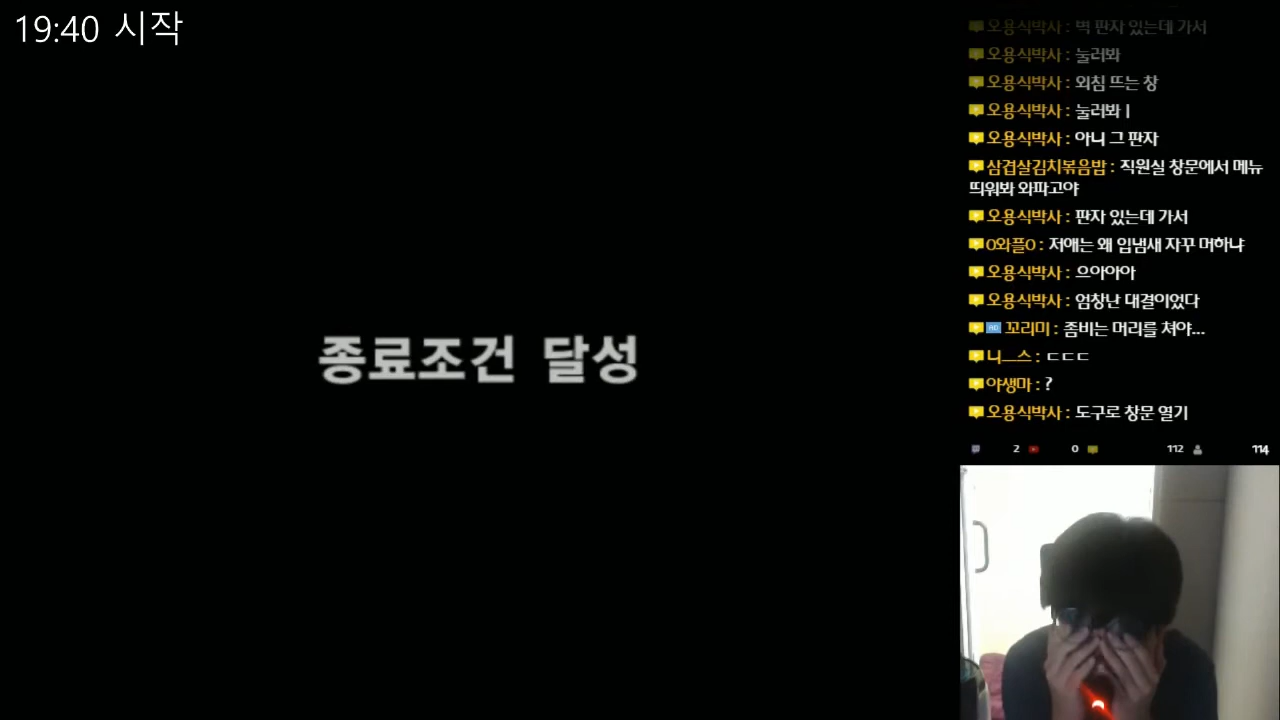 19:40 시작
종료조건 달성
오용식박사 : 벽 판자 있는데 가서
오용식박사 : 눌러봐
오용식박사 : 외침 뜨는 창
오용식박사 : 눌러봐ㅣ
오용식박사 : 아니 그 판자
삼겹살김치볶음밥 : 직원실 창문에서 메뉴
띄워봐 와파고야
오용식박사 : 판자 있는데 가서
0와플0 : 저애는 왜 입냄새 자꾸 머하냐
오용식박사 : 으아아아
오용식박사 : 엄창난 대결이었다
AD 꼬리미 : 좀비는 머리를 쳐야...
니__스 : ㄷㄷㄷ
야생마 : ?
오용식박사 : 도구로 창문 열기
2 0 112 114